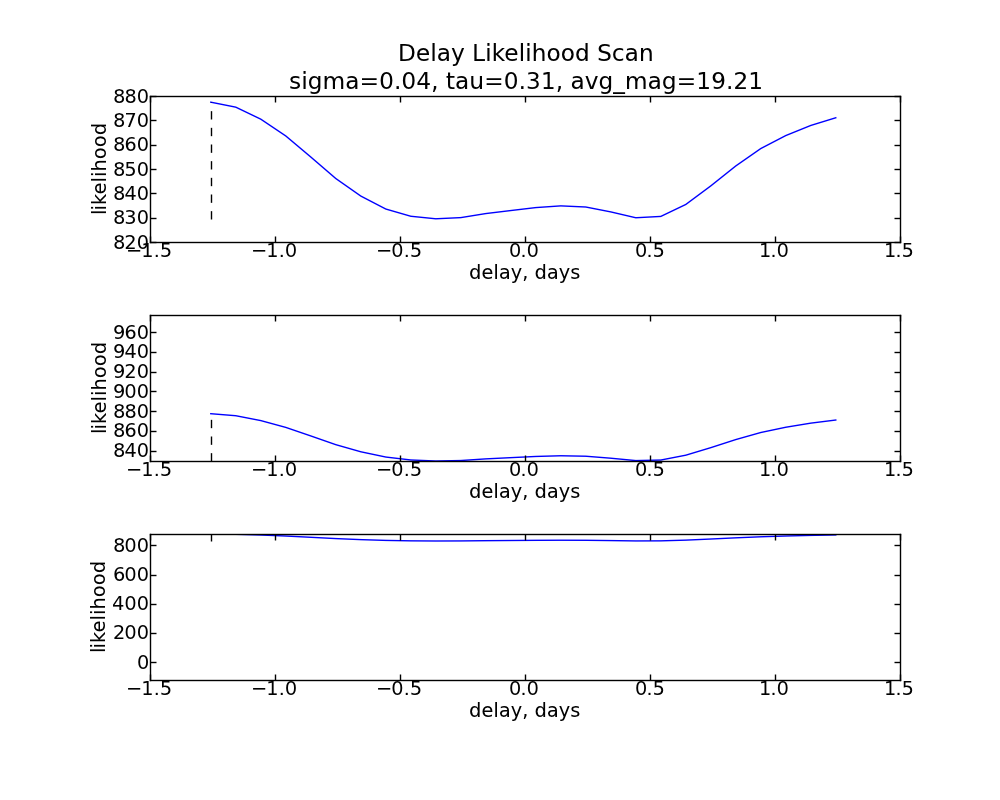 Delay Likelihood Scan
sigma=0.04, tau=0.31, avg_mag=19.21
880
870
860
850
840
830
820
likelihood
−1.5 −1.0 −0.5 0.0 0.5 1.0 1.5
delay, days
960
940
920
900
880
860
840
likelihood
−1.5 −1.0 −0.5 0.0 0.5 1.0 1.5
delay, days
800
600
400
200
0
likelihood
−1.5 −1.0 −0.5 0.0 0.5 1.0 1.5
delay, days